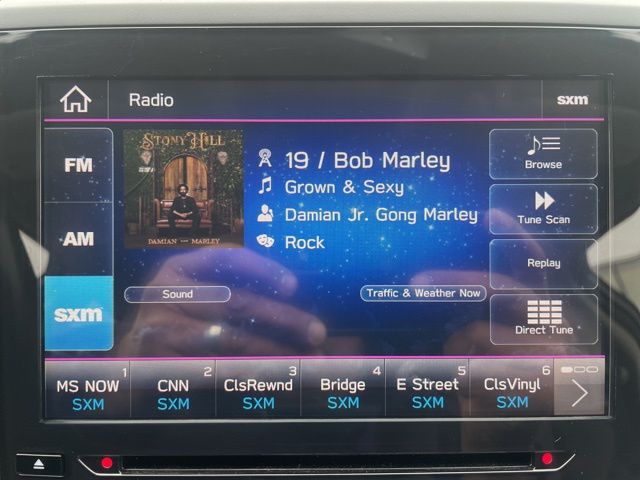 Radio
sxm
FM
AM
sxm
STONY HILL
DAMIAN MARLEY
19 / Bob Marley
Grown & Sexy
Damian Jr. Gong Marley
Rock
Sound
Traffic & Weather Now
Browse
Tune Scan
Replay
Direct Tune
1
MS NOW
SXM
2
CNN
SXM
3
ClsRewnd
SXM
4
Bridge
SXM
5
E Street
SXM
6
ClsVinyl
SXM